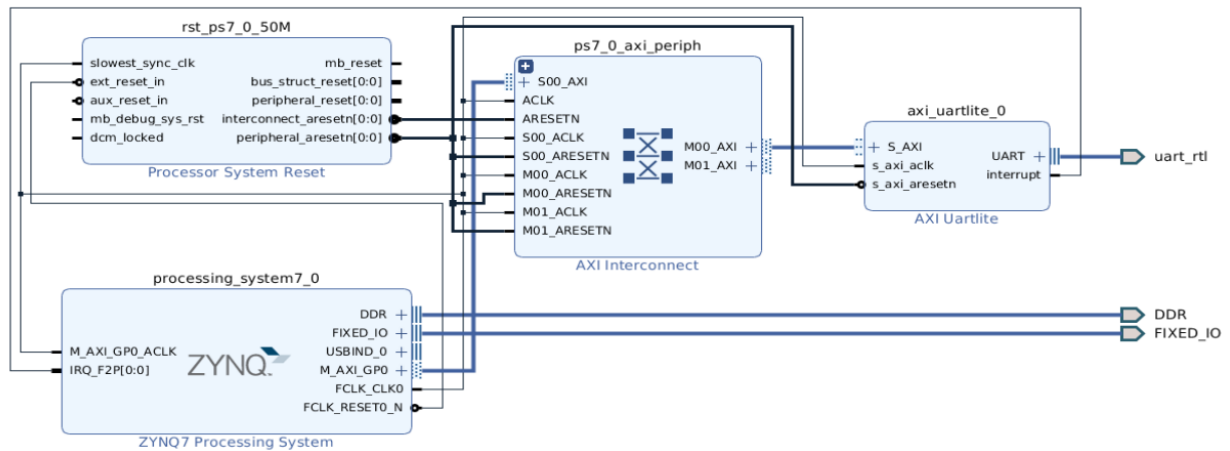 rst_ps7_0_50M
slowest_sync_clk
mb_reset
ext_reset_in
bus_struct_reset[0:0]
aux_reset_in
peripheral_reset[0:0]
mb_debug_sys_rst
interconnect_aresetn[0:0]
dcm_locked
peripheral_aresetn[0:0]
Processor System Reset
ps7_0_axi_periph
S00_AXI
ACLK
ARESETN
S00_ACLK
S00_ARESETN
M00_ACLK
M00_ARESETN
M01_ACLK
M01_ARESETN
M00_AXI
M01_AXI
AXI Interconnect
axi_uartlite_0
S_AXI
s_axi_aclk
s_axi_aresetn
UART
interrupt
AXI Uartlite
uart_rtl
processing_system7_0
M_AXI_GP0_ACLK
IRQ_F2P[0:0]
ZYNQ
DDR
FIXED_IO
USBIND_0
M_AXI_GP0
FCLK_CLK0
FCLK_RESET0_N
ZYNQ7 Processing System
DDR
FIXED_IO